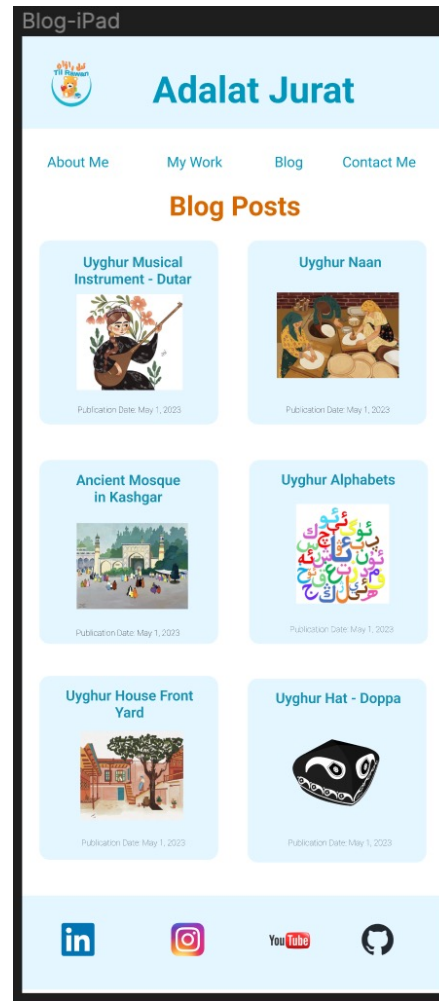 Blog-iPad
Til Rawan
Adalat Jurat
About Me
My Work
Blog
Contact Me
Blog Posts
Uyghur Musical
Instrument - Dutar
Publication Date: May 1, 2023
Uyghur Naan
Publication Date: May 1, 2023
Ancient Mosque
in Kashgar
Publication Date: May 1, 2023
Uyghur Alphabets
Publication Date: May 1, 2023
Uyghur House Front
Yard
Publication Date: May 1, 2023
Uyghur Hat - Doppa
Publication Date: May 1, 2023
in
YouTube